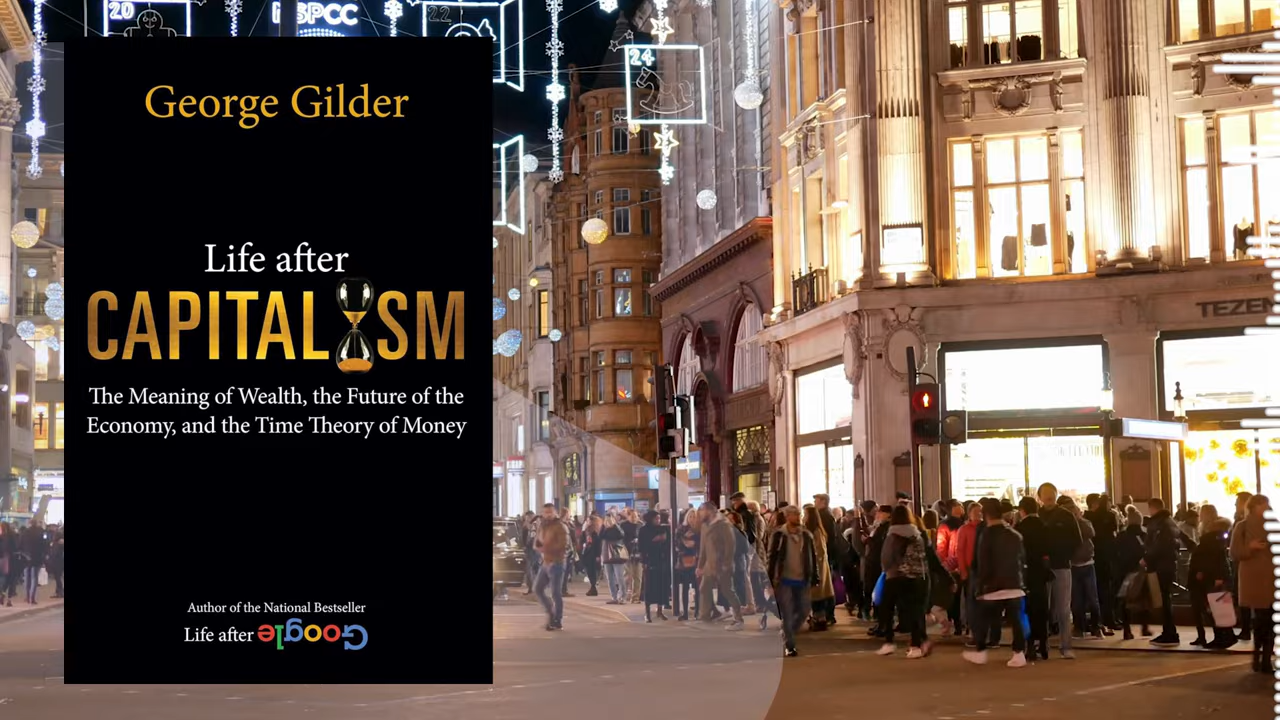 20
NSPCC
22
24
George Gilder
Life after
CAPITALISM
The Meaning of Wealth, the Future of the
Economy, and the Time Theory of Money
Author of the National Bestseller
Life after Google
TEZEN